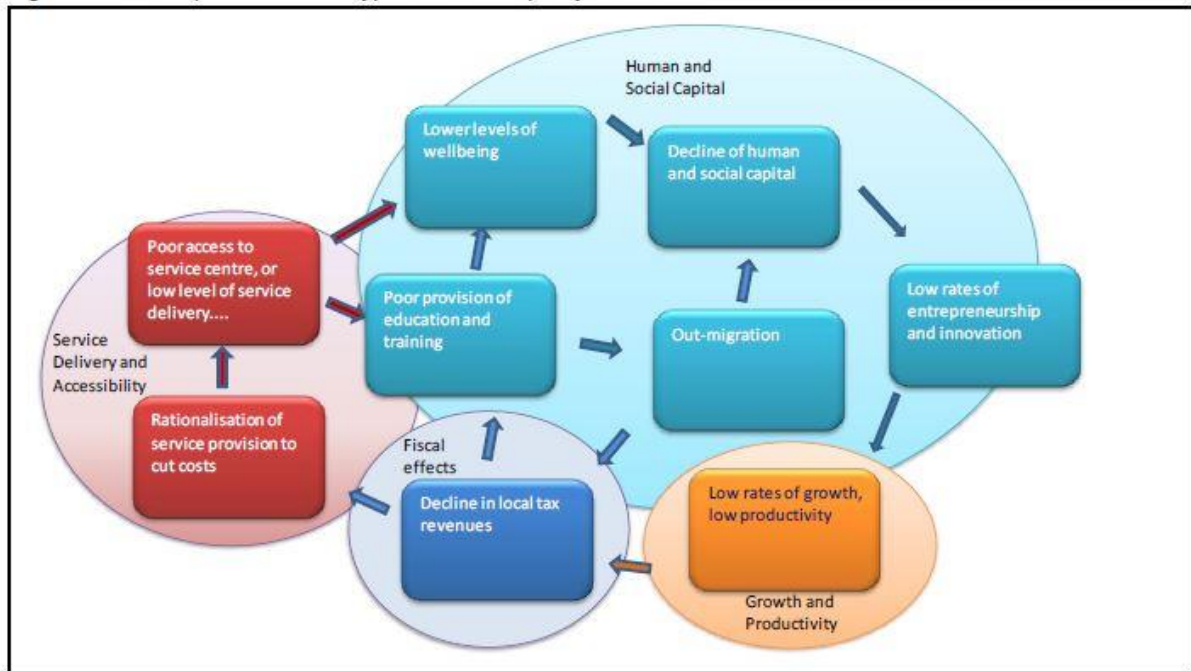 Human and
Social Capital
Lower levels of
wellbeing
Decline of human
and social capital
Poor access to
service centre, or
low level of service
delivery....
Poor provision of
education and
training
Out-migration
Low rates of
entrepreneurship
and innovation
Service
Delivery and
Accessibility
Rationalisation of
service provision to
cut costs
Fiscal
effects
Decline in local tax
revenues
Low rates of growth,
low productivity
Growth and
Productivity